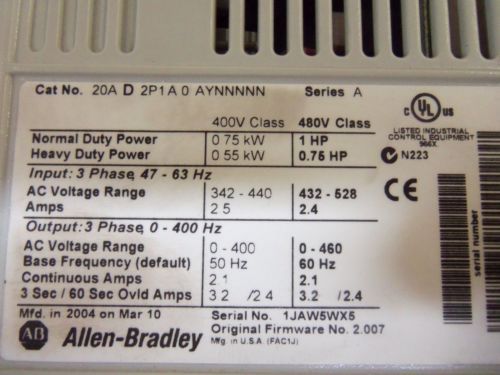 Cat No. 20A D 2P1 A 0 AYNNNNN Series A
400V Class 480V Class
Normal Duty Power 0.75 kW 1 HP
Heavy Duty Power 0.55 kW 0.75 HP
Input: 3 Phase, 47 - 63 Hz
AC Voltage Range 342 - 440 432 - 528
Amps 2.5 2.4
Output: 3 Phase, 0 - 400 Hz
AC Voltage Range 0 - 400 0 - 460
Base Frequency (default) 50 Hz 60 Hz
Continuous Amps 2.1 2.1
3 Sec / 60 Sec Ovld Amps 3.2 / 2.4 3.2 / 2.4
Mfd. in 2004 on Mar 10 Serial No. 1JAW5WX5
Original Firmware No. 2.007
Mfg. in U.S.A. (FAC1J)
AB Allen-Bradley
C UL US
LISTED INDUSTRIAL
CONTROL EQUIPMENT
966X
N223
CE
serial number